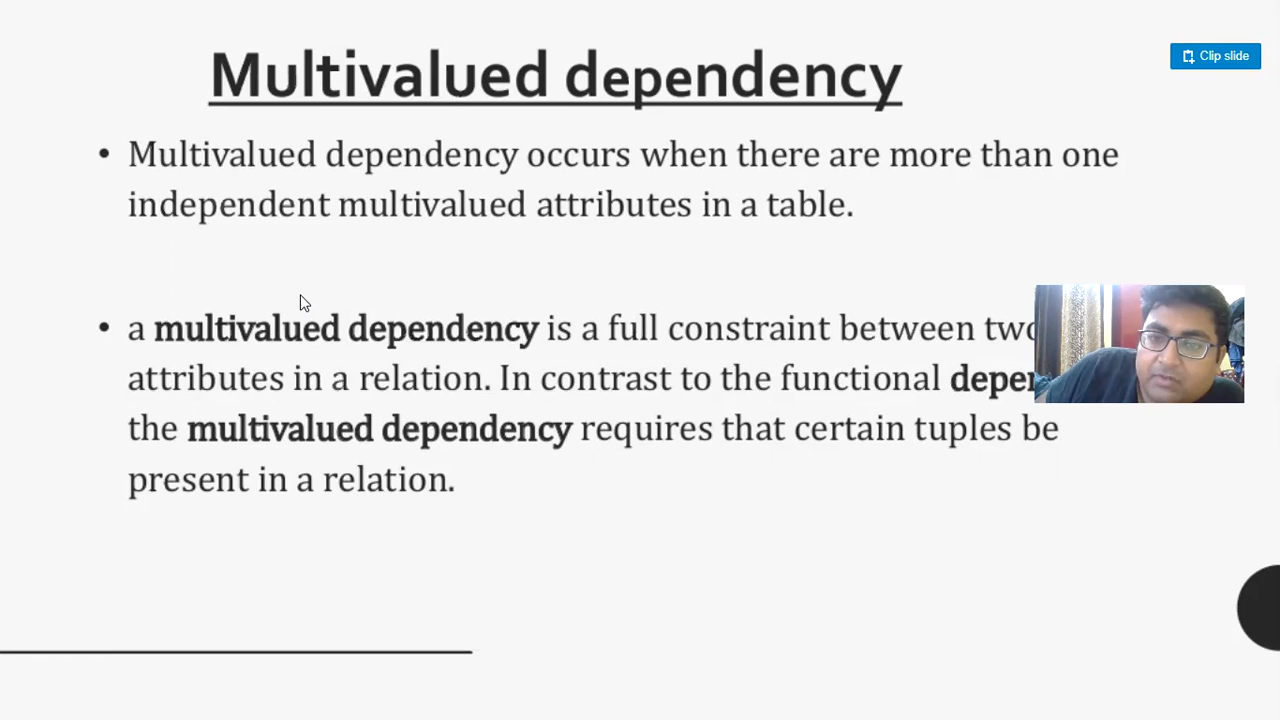 Multivalued dependency
Clip slide
• Multivalued dependency occurs when there are more than one
independent multivalued attributes in a table.
• a multivalued dependency is a full constraint between two
attributes in a relation. In contrast to the functional
the multivalued dependency requires that certain tuples be
present in a relation.